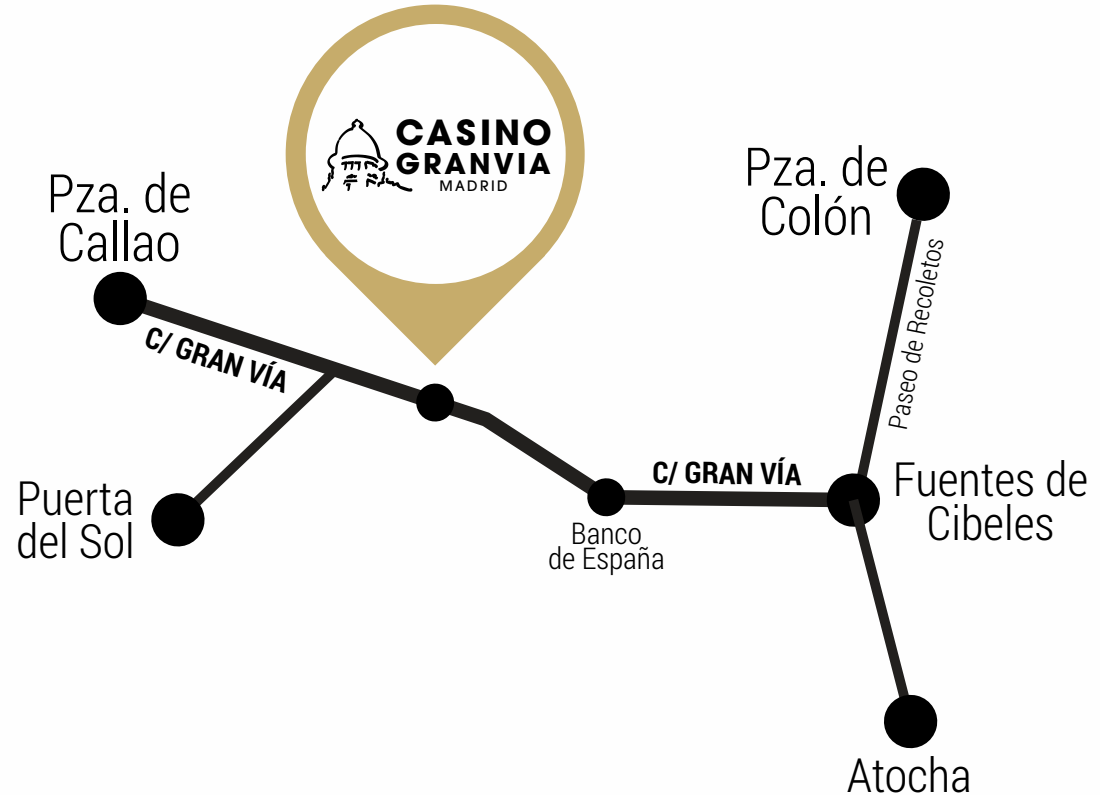 CASINO
GRANVIA
MADRID
Pza. de
Callao
Pza. de
Colón
Paseo de Recoletos
C/ GRAN VÍA
Puerta
del Sol
C/ GRAN VÍA
Banco
de España
Fuentes de
Cibeles
Atocha